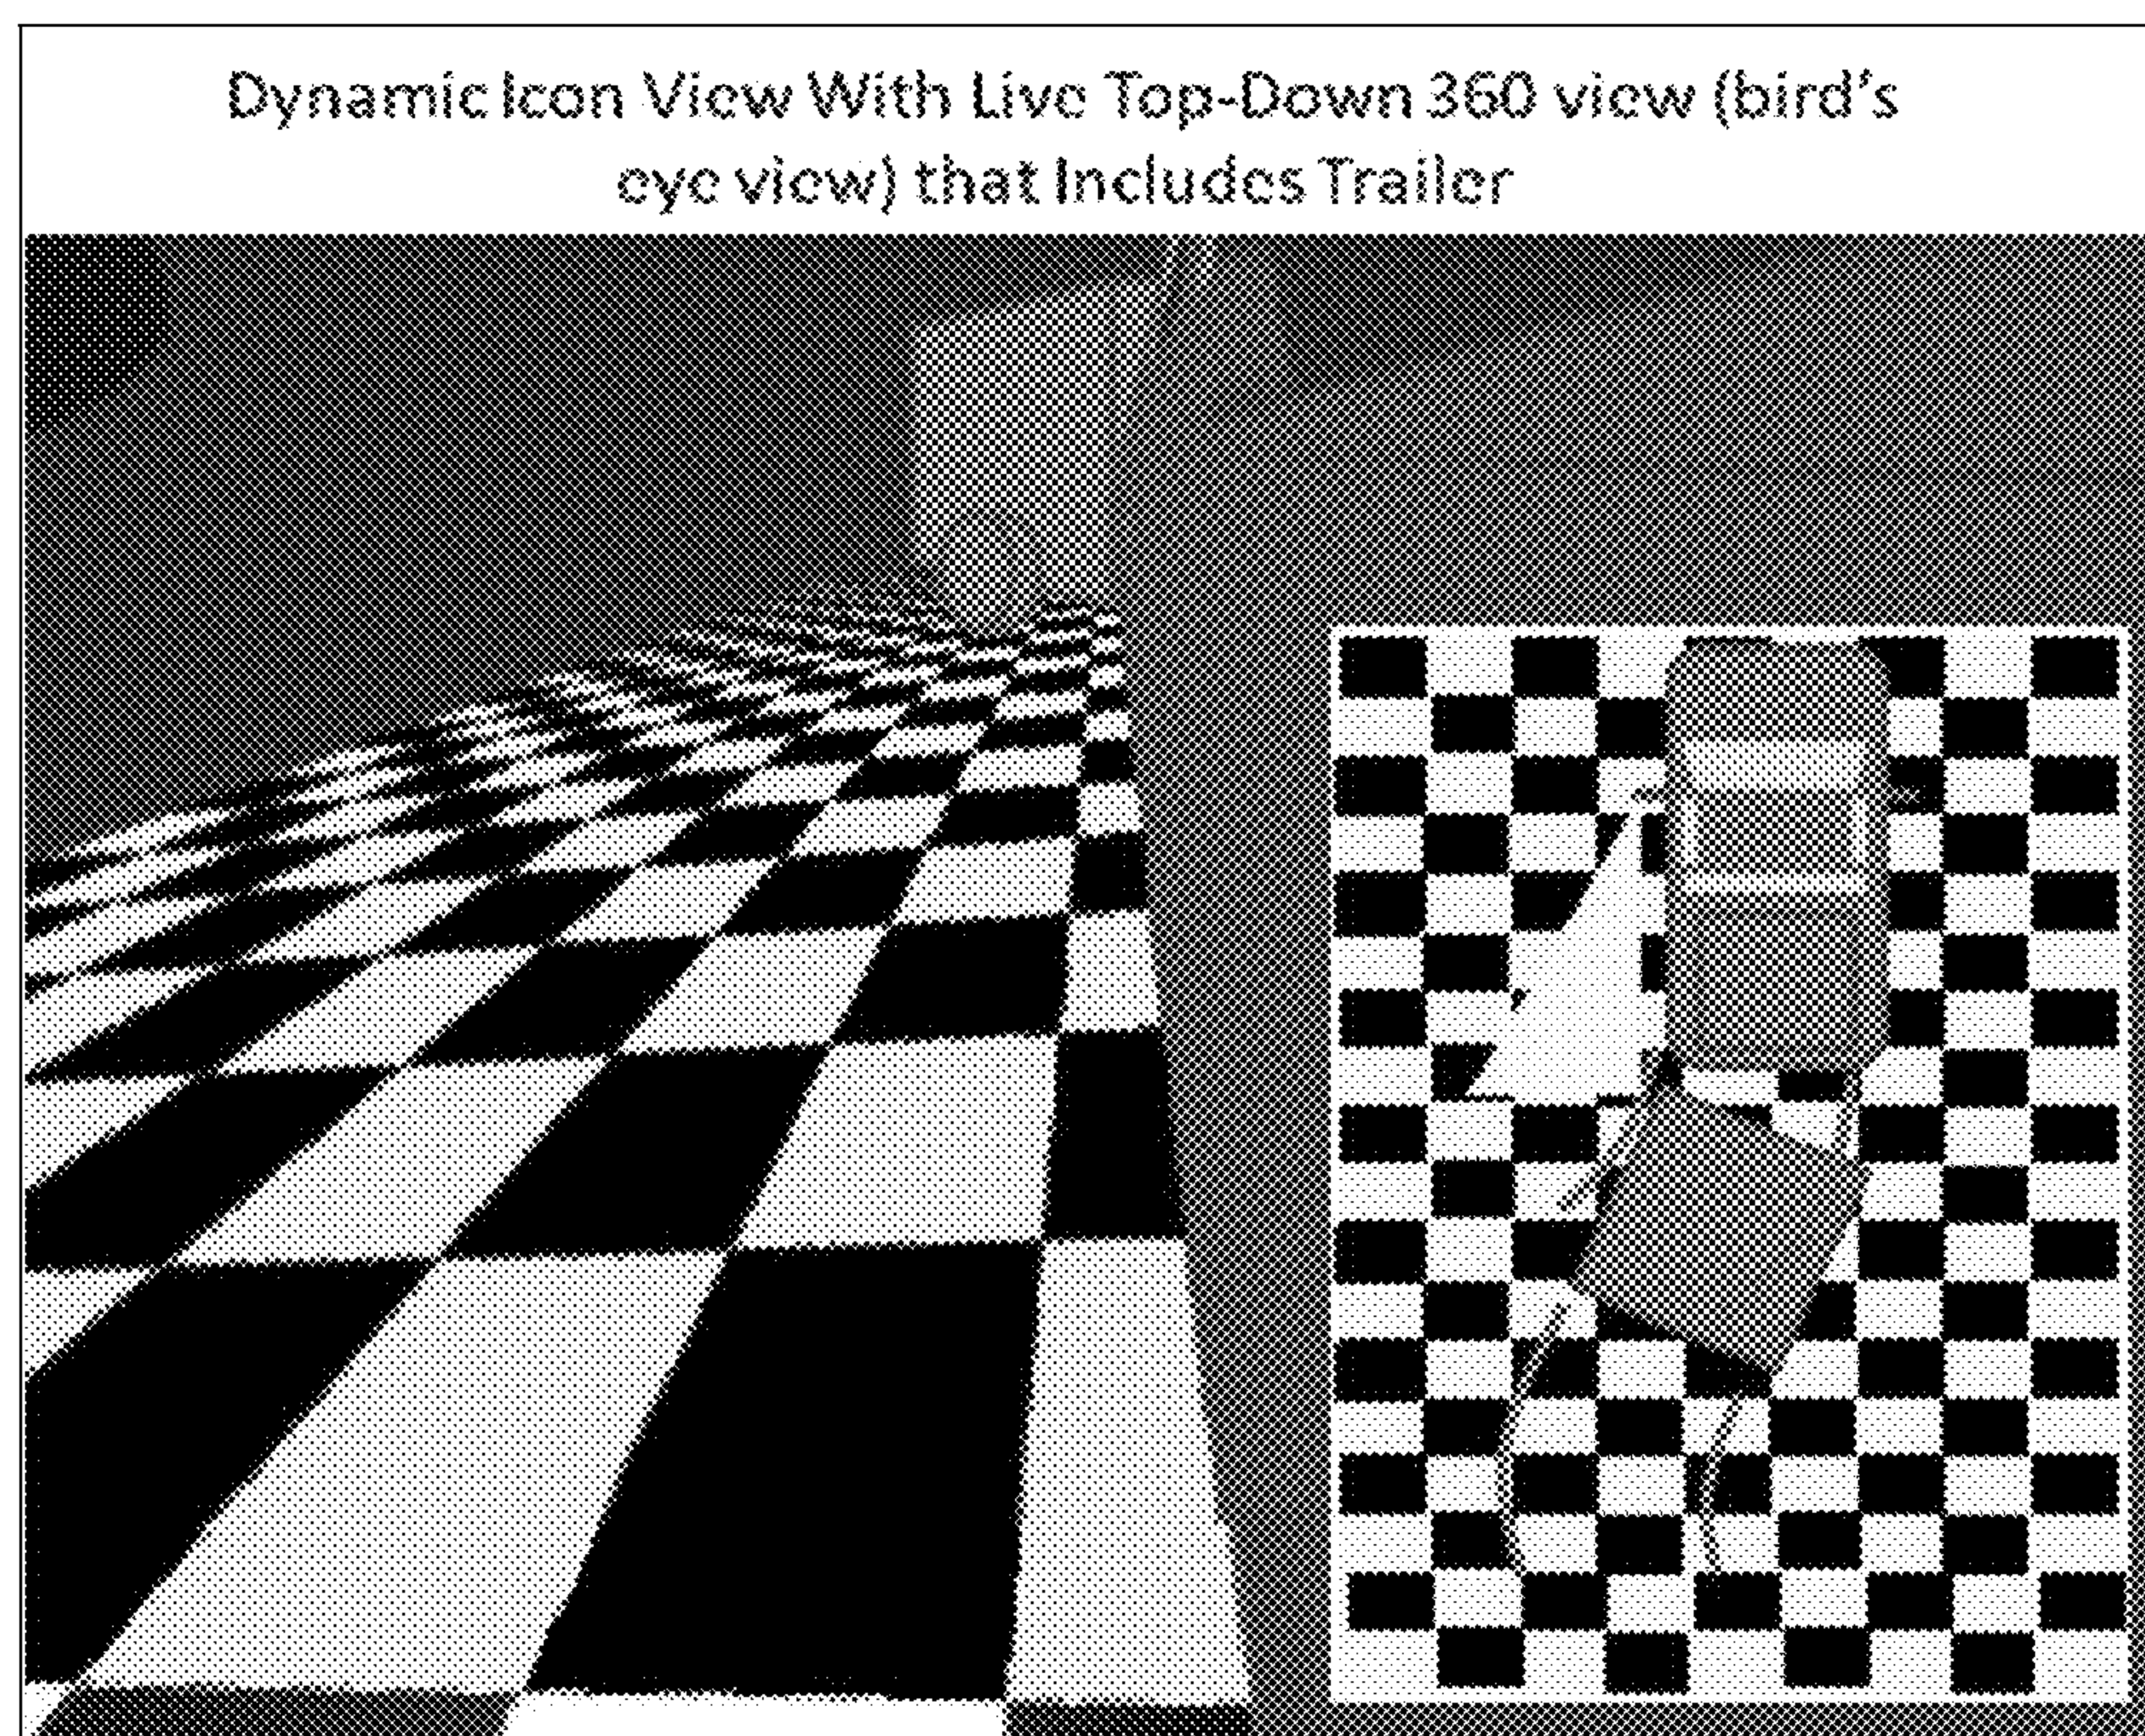 Dynamic Icon View With Live Top-Down 360 view (bird's
eye view) that Includes Trailer